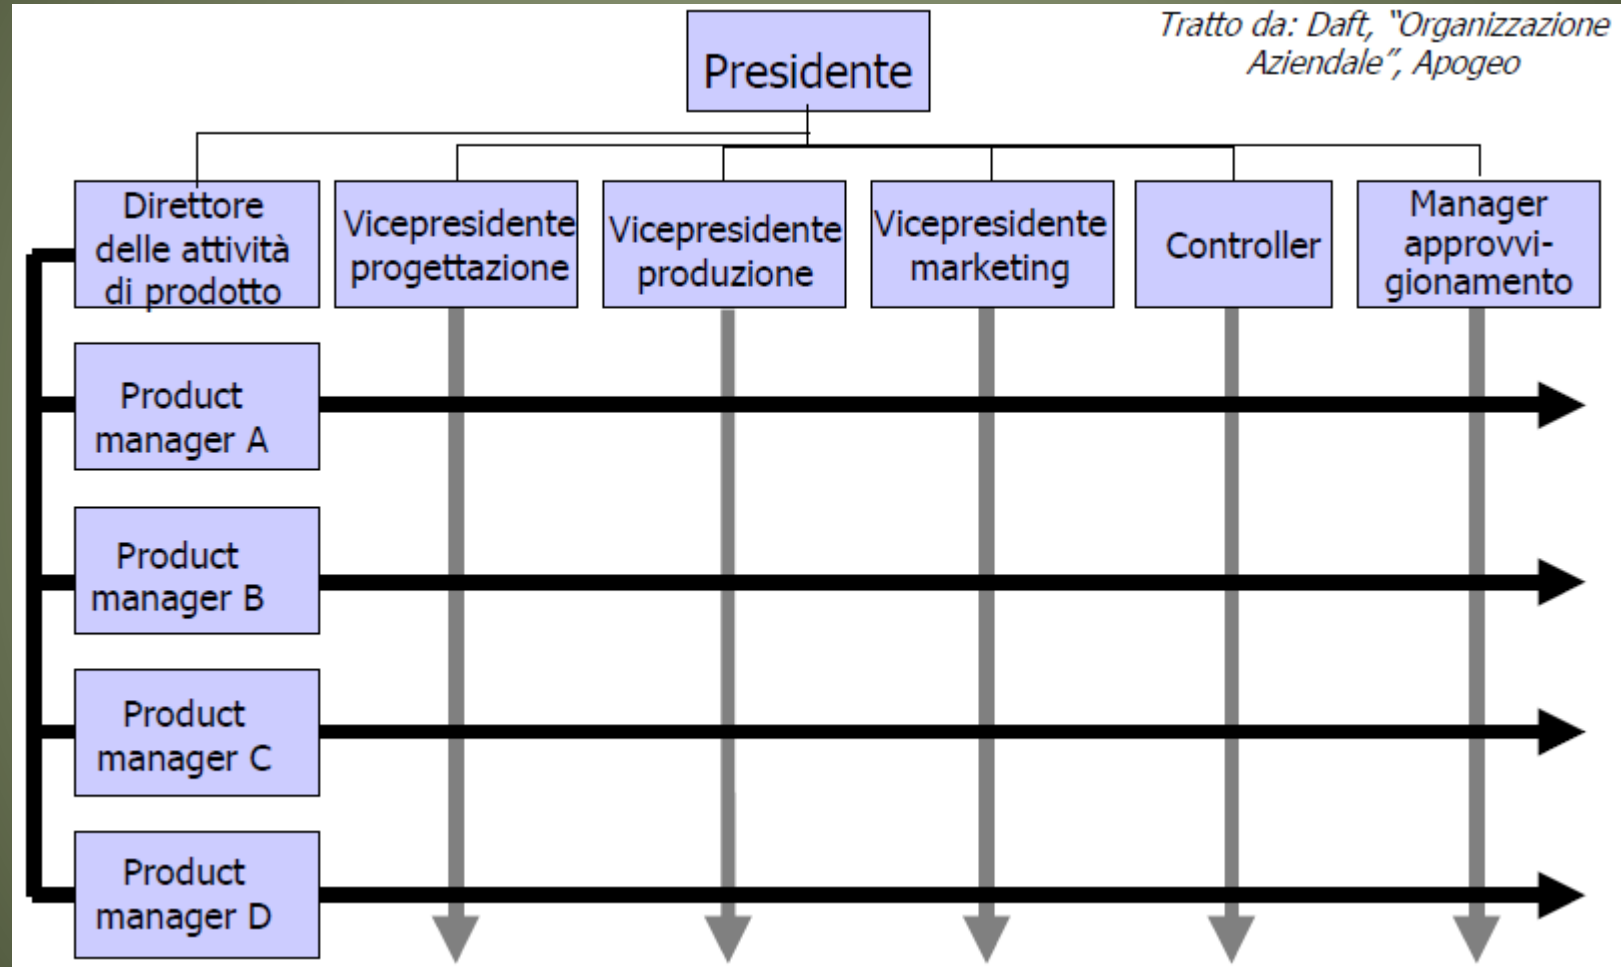 Tratto da: Daft, “Organizzazione
Aziendale”, Apogeo
Presidente
Direttore
delle attività
di prodotto
Vicepresidente
progettazione
Vicepresidente
produzione
Vicepresidente
marketing
Controller
Manager
approvvi-
gionamento
Product
manager A
Product
manager B
Product
manager C
Product
manager D